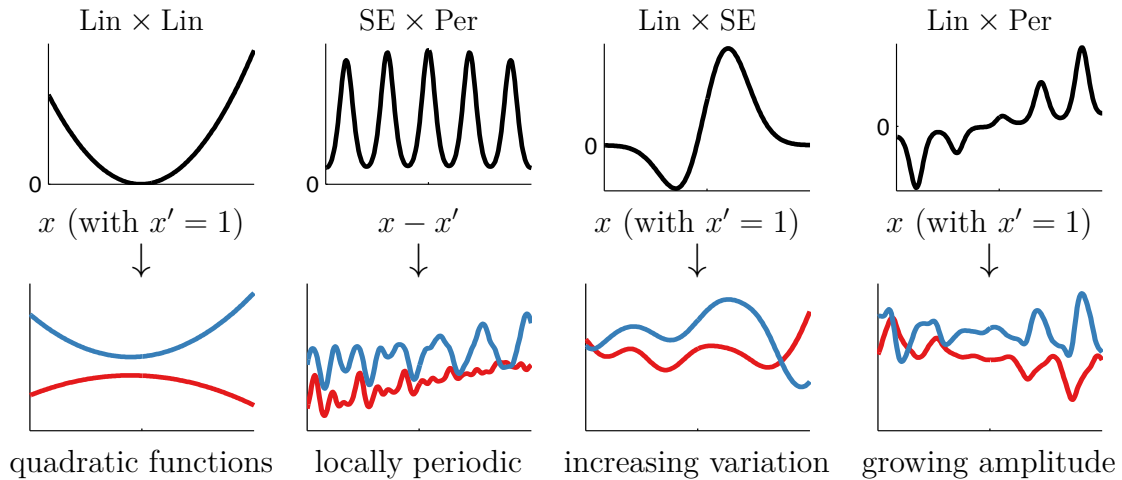 Lin × Lin
SE × Per
Lin × SE
Lin × Per
0
0
0
0
x (with x′ = 1)
x − x′
x (with x′ = 1)
x (with x′ = 1)
↓
↓
↓
↓
quadratic functions
locally periodic
increasing variation
growing amplitude